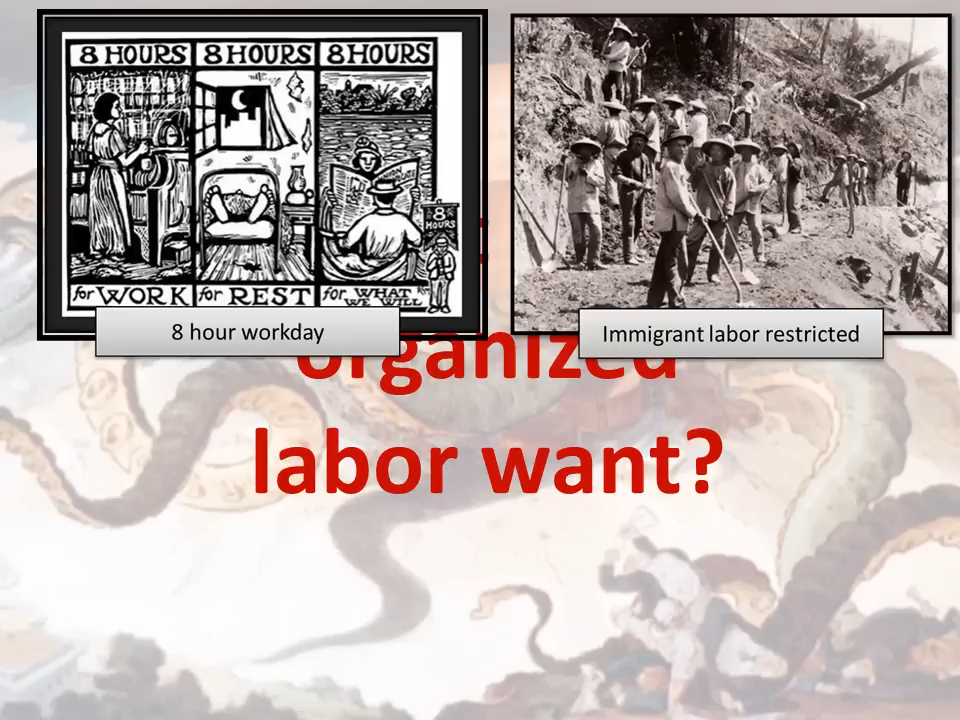 8 HOURS 8 HOURS 8 HOURS
8
HOURS
for WORK for REST for WHAT
WE WILL
8 hour workday
Immigrant labor restricted
organized
labor want?